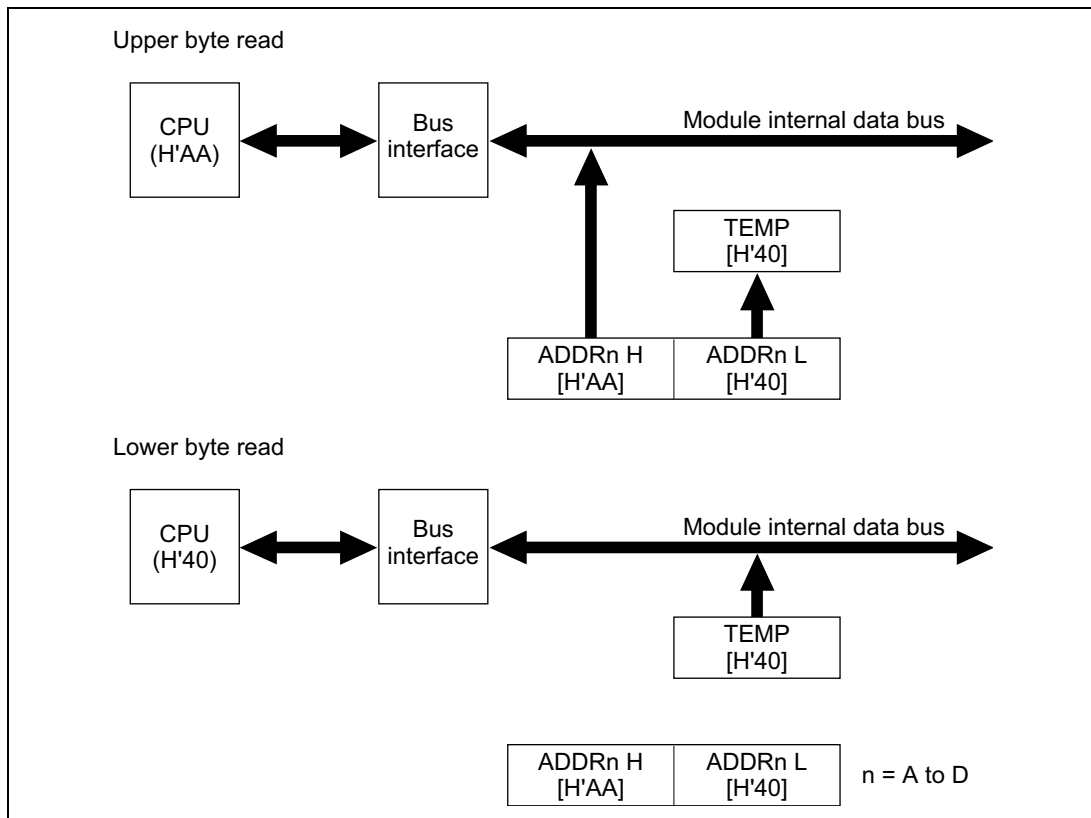 Upper byte read
CPU
(H'AA)
Bus
interface
Module internal data bus
TEMP
[H'40]
ADDRn H
[H'AA]
ADDRn L
[H'40]
Lower byte read
CPU
(H'40)
Bus
interface
Module internal data bus
TEMP
[H'40]
ADDRn H
[H'AA]
ADDRn L
[H'40]
n = A to D